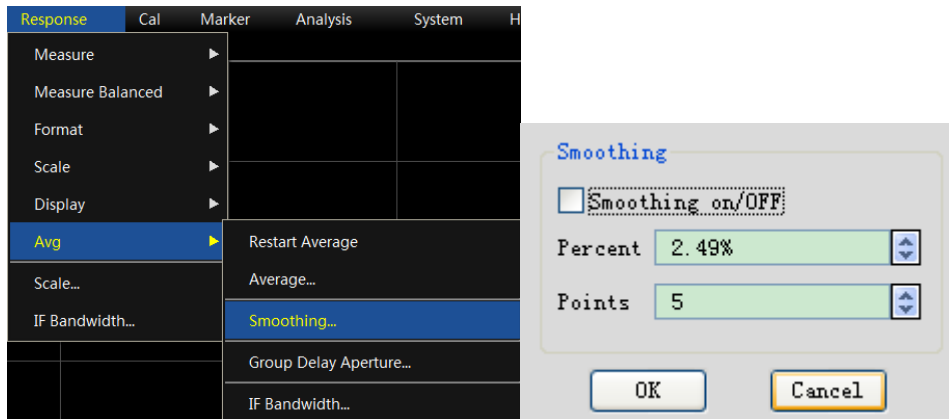 Response Cal Marker Analysis System H
Measure
Measure Balanced
Format
Scale
Display
Avg
Scale...
IF Bandwidth...
Restart Average
Average...
Smoothing...
Group Delay Aperture...
IF Bandwidth...
Smoothing
Smoothing on/OFF
Percent 2.49%
Points 5
OK Cancel